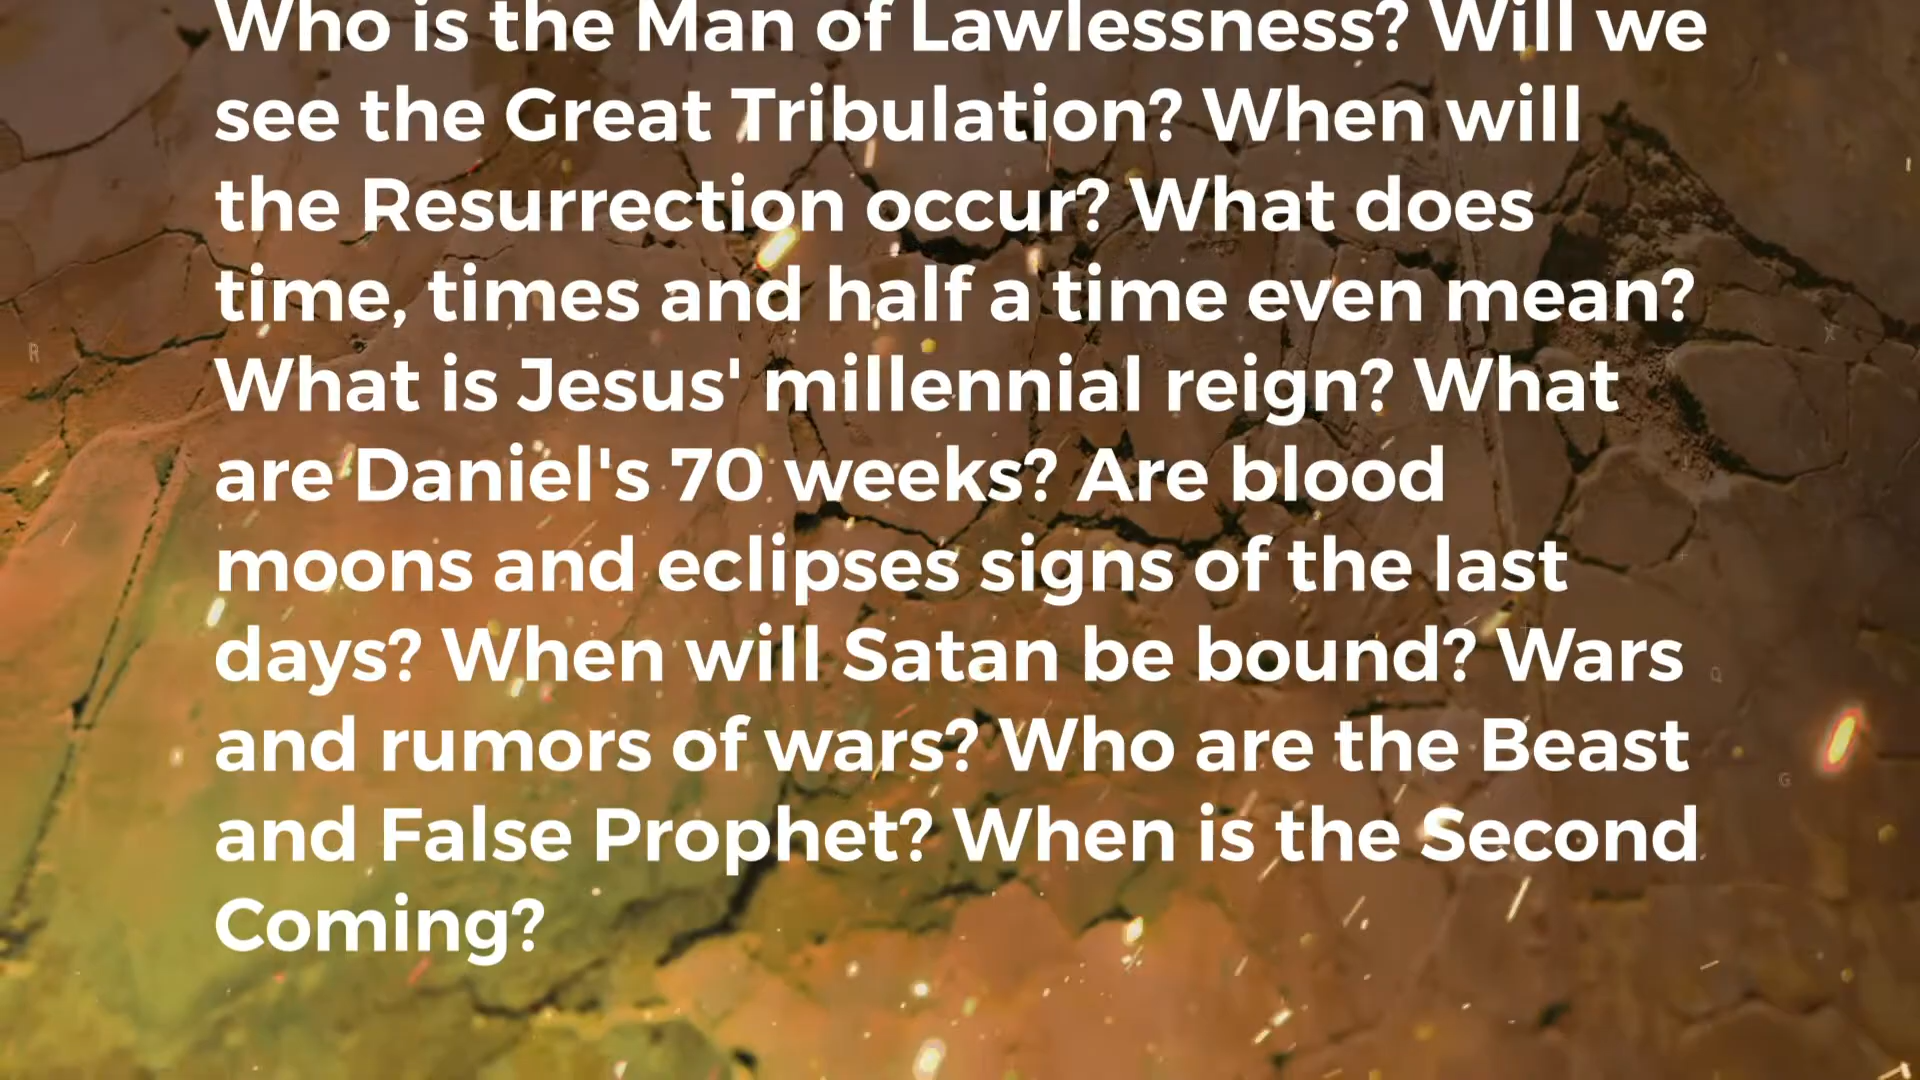 Who is the Man of Lawlessness? Will we
see the Great Tribulation? When will
the Resurrection occur? What does
time, times and half a time even mean?
What is Jesus' millennial reign? What
are Daniel's 70 weeks? Are blood
moons and eclipses signs of the last
days? When will Satan be bound? Wars
and rumors of wars? Who are the Beast
and False Prophet? When is the Second
Coming?
R
X
Q
G